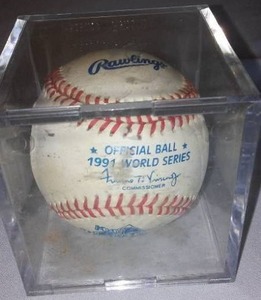 Rawlings
OFFICIAL BALL
1991 WORLD SERIES
COMMISSIONER